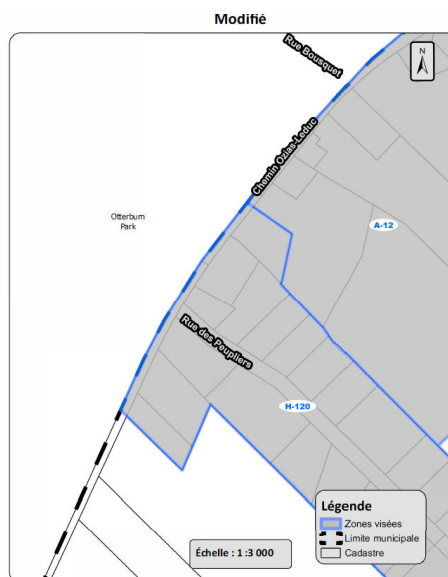 Modifié
Rue Bousquet
N
Chemin Ozias-Leduc
Otterburn
Park
A-12
Rue des Peupliers
H-120
Légende
Zones visées
Limite municipale
Cadastre
Échelle : 1 :3 000